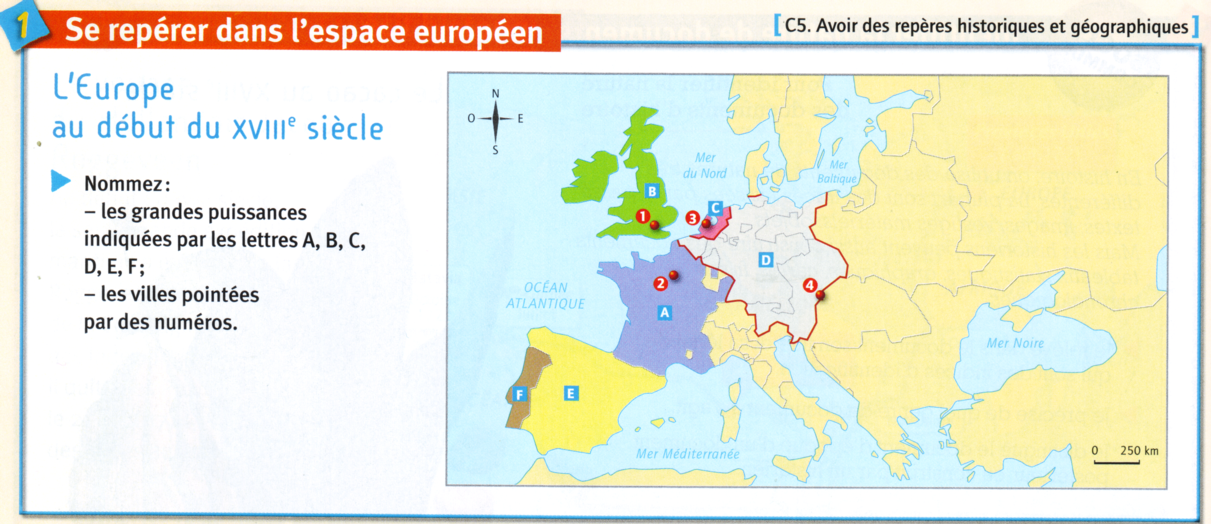 1
Se repérer dans l'espace européen
[C5. Avoir des repères historiques et géographiques]
L'Europe
au début du XVIIIe siècle
Nommez :
– les grandes puissances
indiquées par les lettres A, B, C,
D, E, F ;
– les villes pointées
par des numéros.
N
O E
S
Mer
du Nord
Mer
Baltique
B
1
3
C
D
OCÉAN
ATLANTIQUE
2
A
4
Mer Noire
F
E
Mer Méditerranée
0 250 km